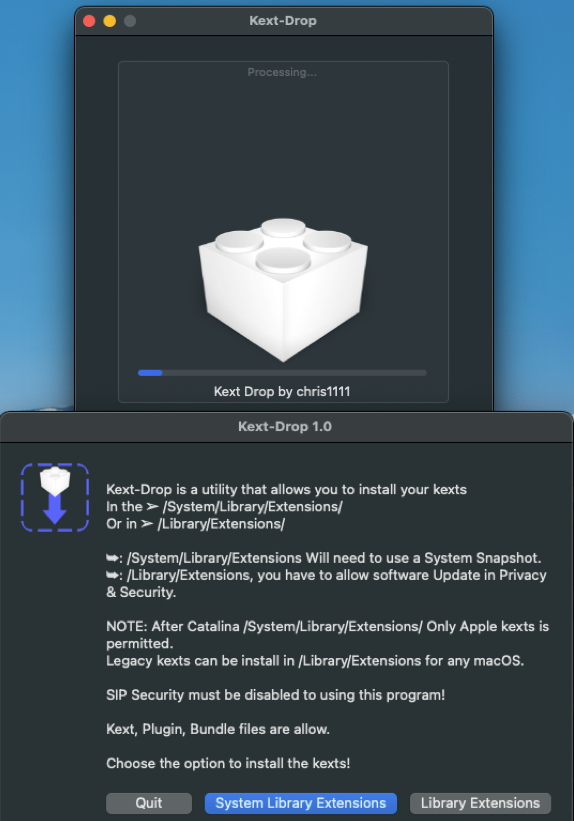 Kext-Drop
Processing...
Kext Drop by chris1111
Kext-Drop 1.0
Kext-Drop is a utility that allows you to install your kexts
In the ➢ /System/Library/Extensions/
Or in ➢ /Library/Extensions/
➥: /System/Library/Extensions Will need to use a System Snapshot.
➥: /Library/Extensions, you have to allow software Update in Privacy
& Security.
NOTE: After Catalina /System/Library/Extensions/ Only Apple kexts is
permitted.
Legacy kexts can be install in /Library/Extensions for any macOS.
SIP Security must be disabled to using this program!
Kext, Plugin, Bundle files are allow.
Choose the option to install the kexts!
Quit
System Library Extensions
Library Extensions